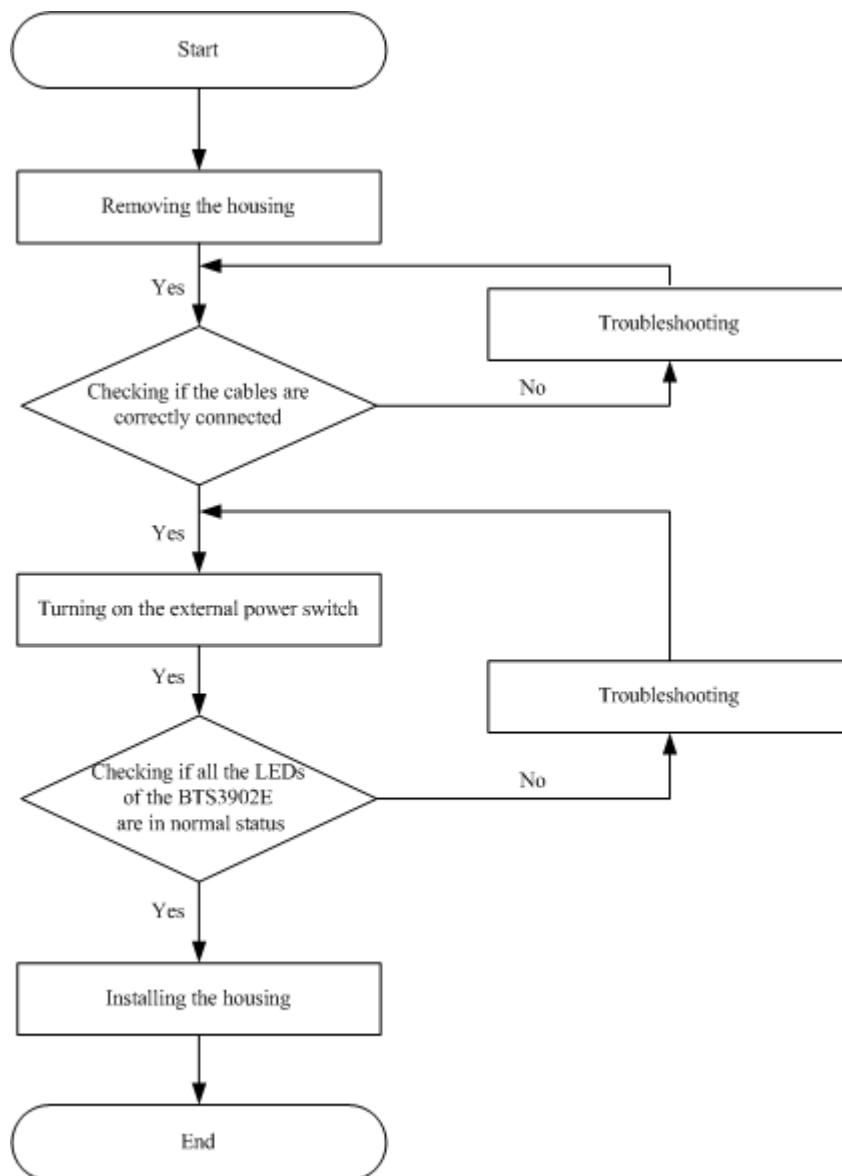 Start
Removing the housing
Yes
Troubleshooting
Checking if the cables are
correctly connected
No
Yes
Turning on the external power switch
Yes
Troubleshooting
Checking if all the LEDs
of the BTS3902E
are in normal status
No
Yes
Installing the housing
End